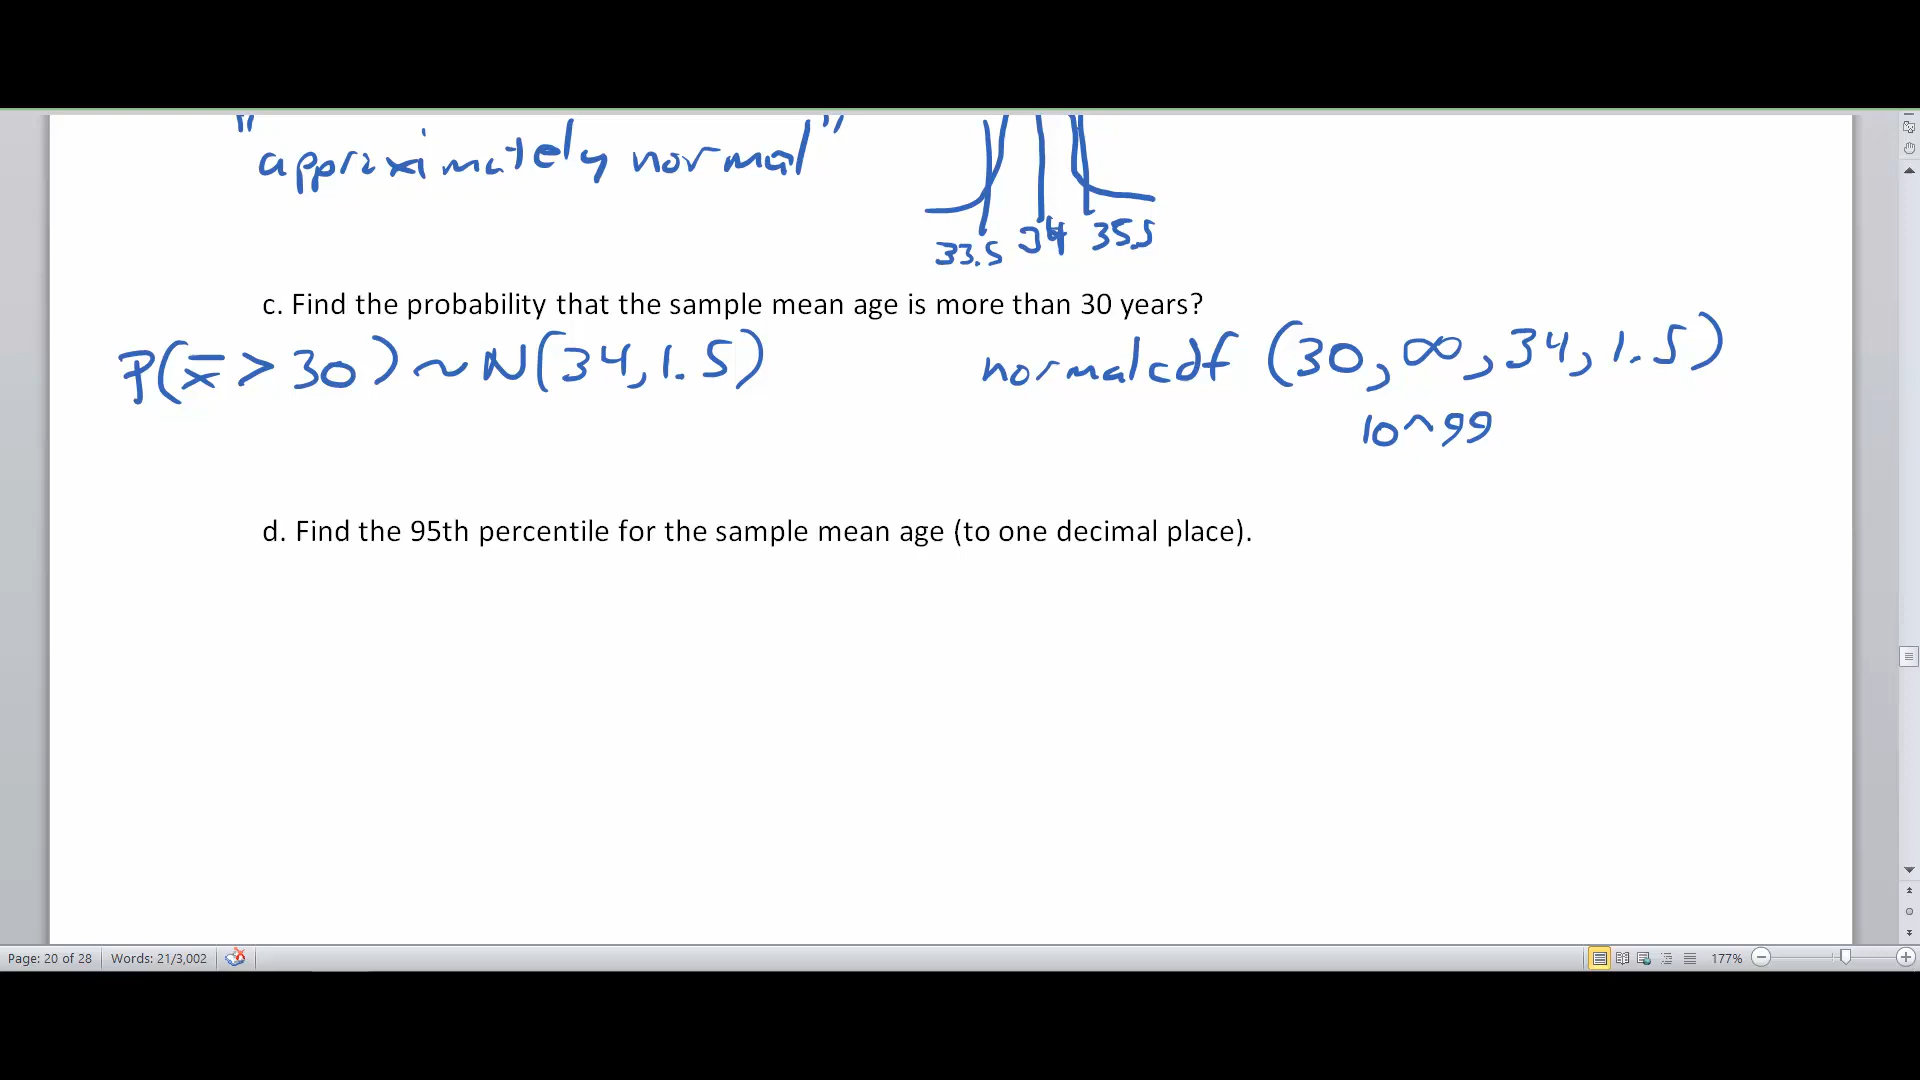 "approximately normal"
33.5 34 35.5
c. Find the probability that the sample mean age is more than 30 years?
P(x̄ > 30) ~ N(34, 1.5) normalcdf (30, ∞, 34, 1.5)
10^99
d. Find the 95th percentile for the sample mean age (to one decimal place).
Page: 20 of 28 Words: 21/3,002 177%